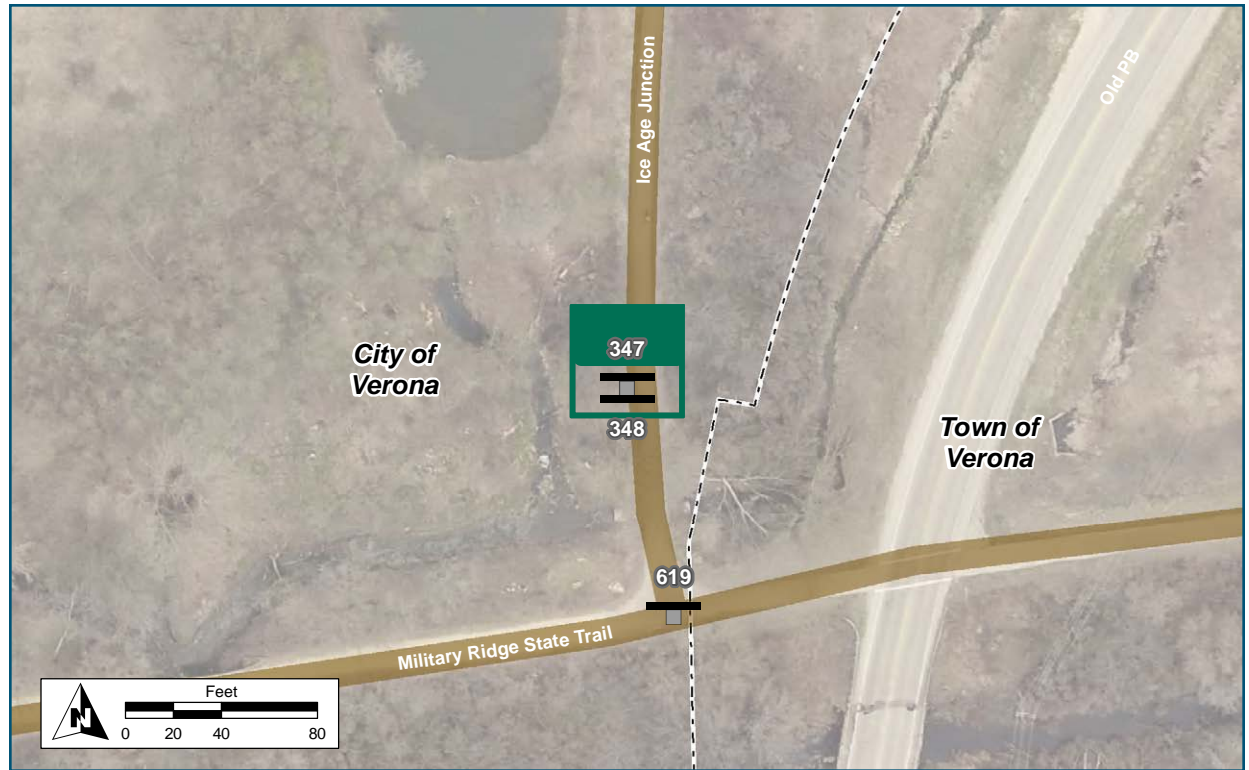 Ice Age Junction
Old PB
347
City of
Verona
348
Town of
Verona
619
Military Ridge State Trail
Feet
N
0 20 40 80